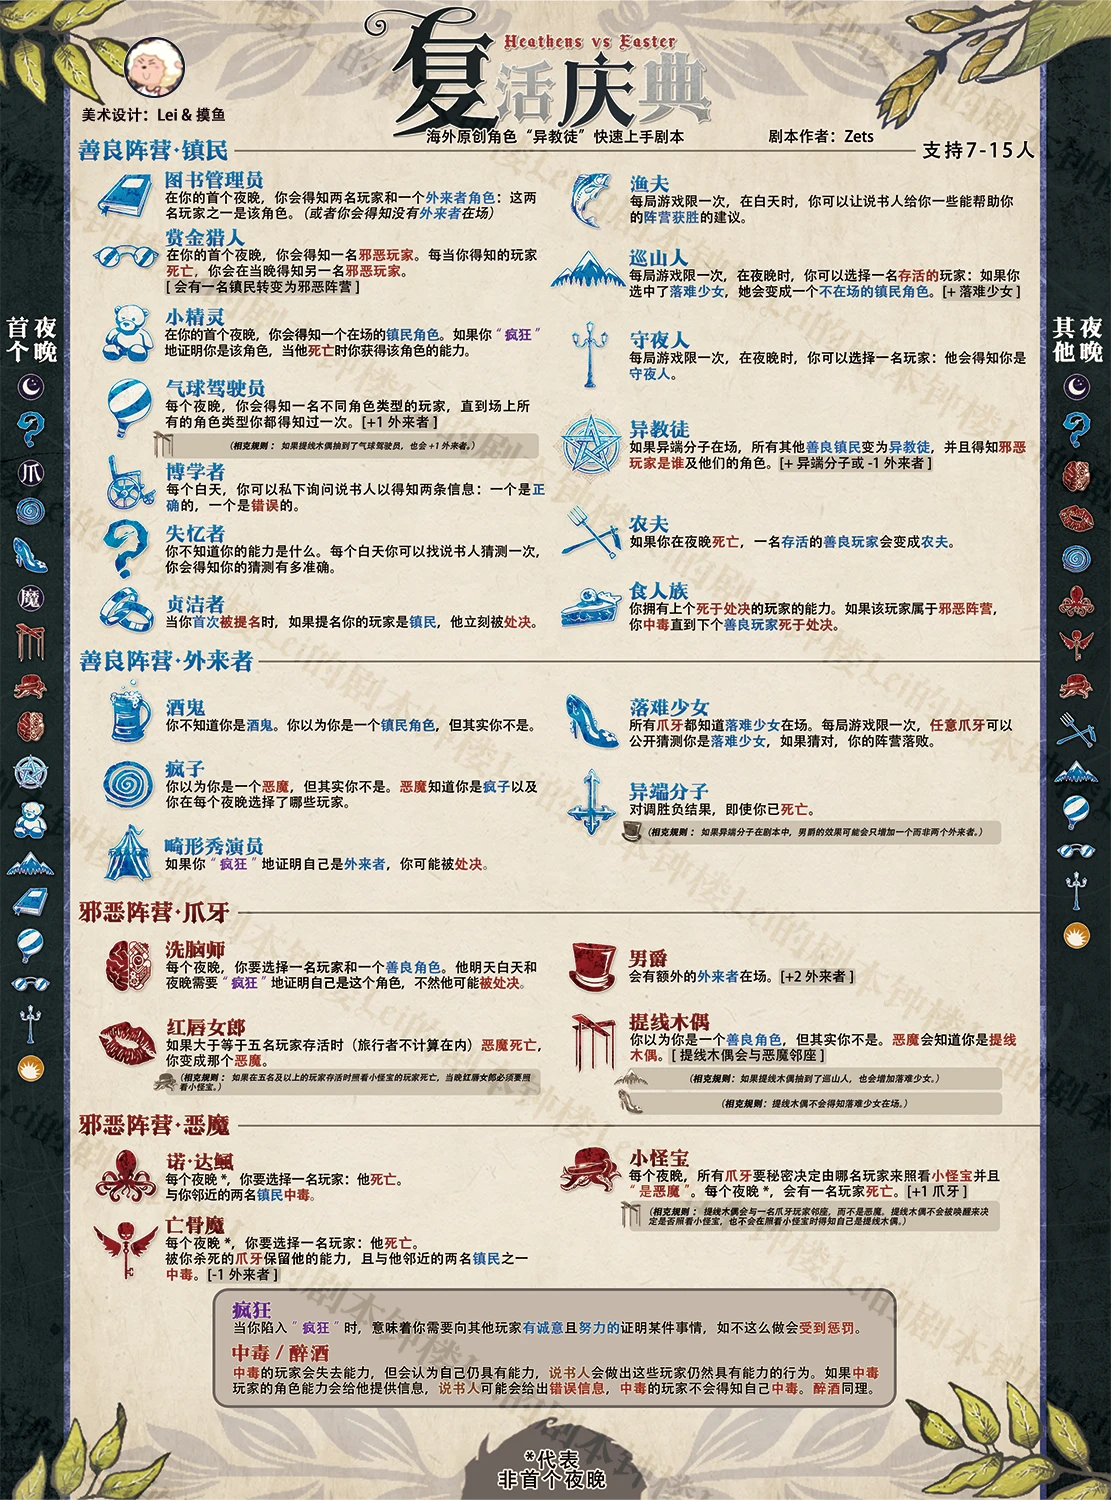 Heathens vs Easter
复活庆典
美术设计：Lei & 摸鱼
海外原创角色“异教徒”快速上手剧本
剧本作者：Zets
善良阵营·镇民
支持7-15人
图书管理员
在你的首个夜晚，你会得知两名玩家和一个外来者角色：这两
名玩家之一是该角色。（或者你会得知没有外来者在场）
赏金猎人
在你的首个夜晚，你会得知一名邪恶玩家。每当你得知的玩家
死亡，你会在当晚得知另一名邪恶玩家。
[ 会有一名镇民转变为邪恶阵营 ]
小精灵
在你的首个夜晚，你会得知一个在场的镇民角色。如果你“疯狂”
地证明你是该角色，当他死亡时你获得该角色的能力。
气球驾驶员
每个夜晚，你会得知一名不同角色类型的玩家，直到场上所
有的角色类型你都得知过一次。[+1 外来者 ]
（相克规则 ： 如果提线木偶抽到了气球驾驶员，也会 +1 外来者。）
博学者
每个白天，你可以私下询问说书人以得知两条信息：一个是正
确的，一个是错误的。
失忆者
你不知道你的能力是什么。每个白天你可以找说书人猜测一次，
你会得知你的猜测有多准确。
贞洁者
当你首次被提名时，如果提名你的玩家是镇民，他立刻被处决。
渔夫
每局游戏限一次，在白天时，你可以让说书人给你一些能帮助你
的阵营获胜的建议。
巡山人
每局游戏限一次，在夜晚时，你可以选择一名存活的玩家：如果你
选中了落难少女，她会变成一个不在场的镇民角色。[+ 落难少女 ]
守夜人
每局游戏限一次，在夜晚时，你可以选择一名玩家：他会得知你是
守夜人。
异教徒
如果异端分子在场，所有其他善良镇民变为异教徒，并且得知邪恶
玩家是谁及他们的角色。[+ 异端分子或 -1 外来者 ]
农夫
如果你在夜晚死亡，一名存活的善良玩家会变成农夫。
食人族
你拥有上个死于处决的玩家的能力。如果该玩家属于邪恶阵营，
你中毒直到下个善良玩家死于处决。
善良阵营·外来者
酒鬼
你不知道你是酒鬼。你以为你是一个镇民角色，但其实你不是。
疯子
你以为你是一个恶魔，但其实你不是。恶魔知道你是疯子以及
你在每个夜晚选择了哪些玩家。
畸形秀演员
如果你“疯狂”地证明自己是外来者，你可能被处决。
落难少女
所有爪牙都知道落难少女在场。每局游戏限一次，任意爪牙可以
公开猜测你是落难少女，如果猜对，你的阵营落败。
异端分子
对调胜负结果，即使你已死亡。
（相克规则 ： 如果异端分子在剧本中，男爵的效果可能会只增加一个而非两个外来者。）
邪恶阵营·爪牙
洗脑师
每个夜晚，你要选择一名玩家和一个善良角色。他明天白天和
夜晚需要“疯狂”地证明自己是这个角色，不然他可能被处决。
红唇女郎
如果大于等于五名玩家存活时（旅行者不计算在内）恶魔死亡，
你变成那个恶魔。
（相克规则 ： 如果在五名及以上的玩家存活时照看小怪宝的玩家死亡，当晚红唇女郎必须要照
看小怪宝。）
男爵
会有额外的外来者在场。[+2 外来者 ]
提线木偶
你以为你是一个善良角色，但其实你不是。恶魔会知道你是提线
木偶。[ 提线木偶会与恶魔邻座 ]
（相克规则：如果提线木偶抽到了巡山人，也会增加落难少女。）
（相克规则：提线木偶不会得知落难少女在场。）
邪恶阵营·恶魔
诺·达鲺
每个夜晚 *，你要选择一名玩家：他死亡。
与你邻近的两名镇民中毒。
亡骨魔
每个夜晚 *，你要选择一名玩家：他死亡。
被你杀死的爪牙保留他的能力，且与他邻近的两名镇民之一
中毒。[-1 外来者 ]
小怪宝
每个夜晚，所有爪牙要秘密决定由哪名玩家来照看小怪宝并且
“是恶魔”。每个夜晚 *，会有一名玩家死亡。[+1 爪牙 ]
（相克规则 ： 提线木偶会与一名爪牙玩家邻座，而不是恶魔。提线木偶不会被唤醒来决
定是否照看小怪宝，也不会在照看小怪宝时得知自己是提线木偶。）
疯狂
当你陷入“疯狂”时，意味着你需要向其他玩家有诚意且努力的证明某件事情，如不这么做会受到惩罚。
中毒 / 醉酒
中毒的玩家会失去能力，但会认为自己仍具有能力，说书人会做出这些玩家仍然具有能力的行为。如果中毒
玩家的角色能力会给他提供信息，说书人可能会给出错误信息，中毒的玩家不会得知自己中毒。醉酒同理。
*代表
非首个夜晚
首个夜晚
爪
魔
其他夜晚